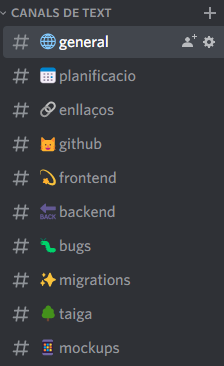 CANALS DE TEXT
# 🌐 general
# 📅 planificacio
# 🔗 enllaços
# 🐱 github
# 💫 frontend
# 🔙 backend
# 🐛 bugs
# ✨ migrations
# 🌳 taiga
# 📱 mockups